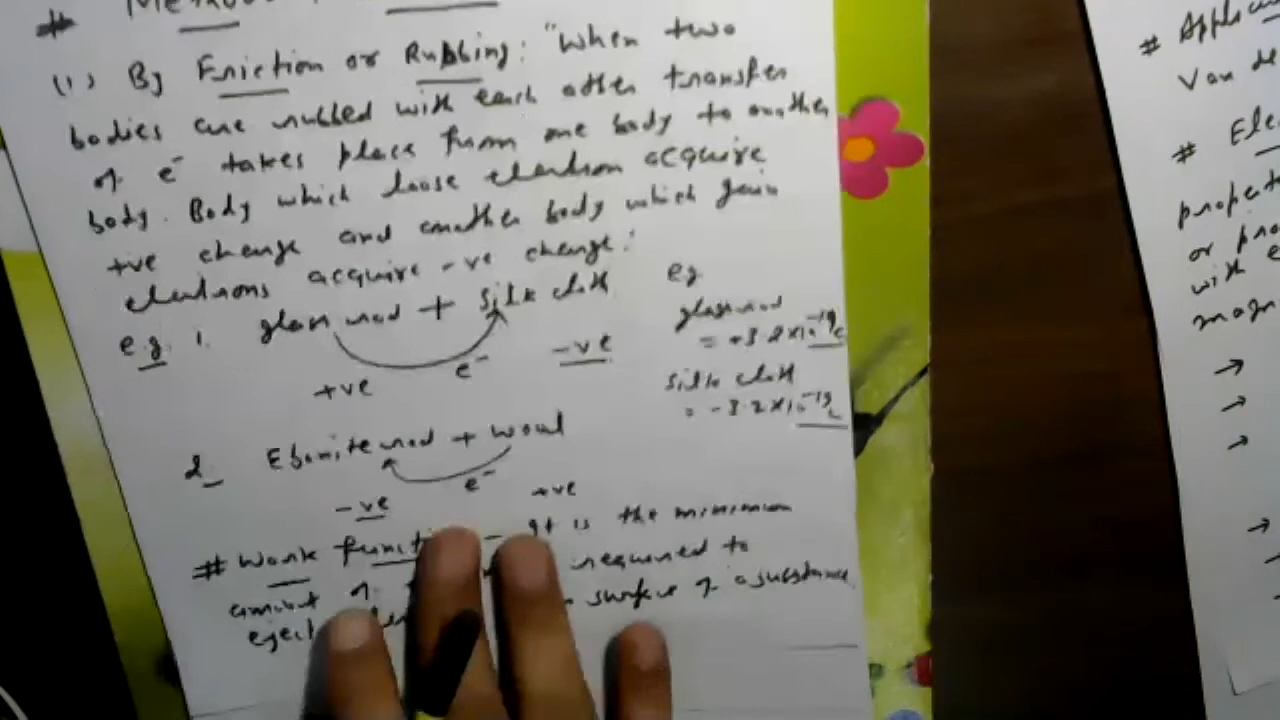 # Method
(1) By Friction or Rubbing: "When two
bodies are rubbed with each other transfer
of e⁻ takes place from one body to another
body. Body which loose electron acquire
+ve charge and another body which gain
electrons acquire -ve charge."
e.g. 1. glass rod + Silk cloth
e⁻
+ve -ve
eg
glass rod
= +3.2×10⁻¹⁹c
Silk cloth
= -3.2×10⁻¹⁹c
2 Ebonite rod + wool
e⁻
-ve +ve
# Work function - It is the minimum
amount of required to
eject surface of a substance
# Applic
Van de
# Ele
propert
or pro
with e
magn